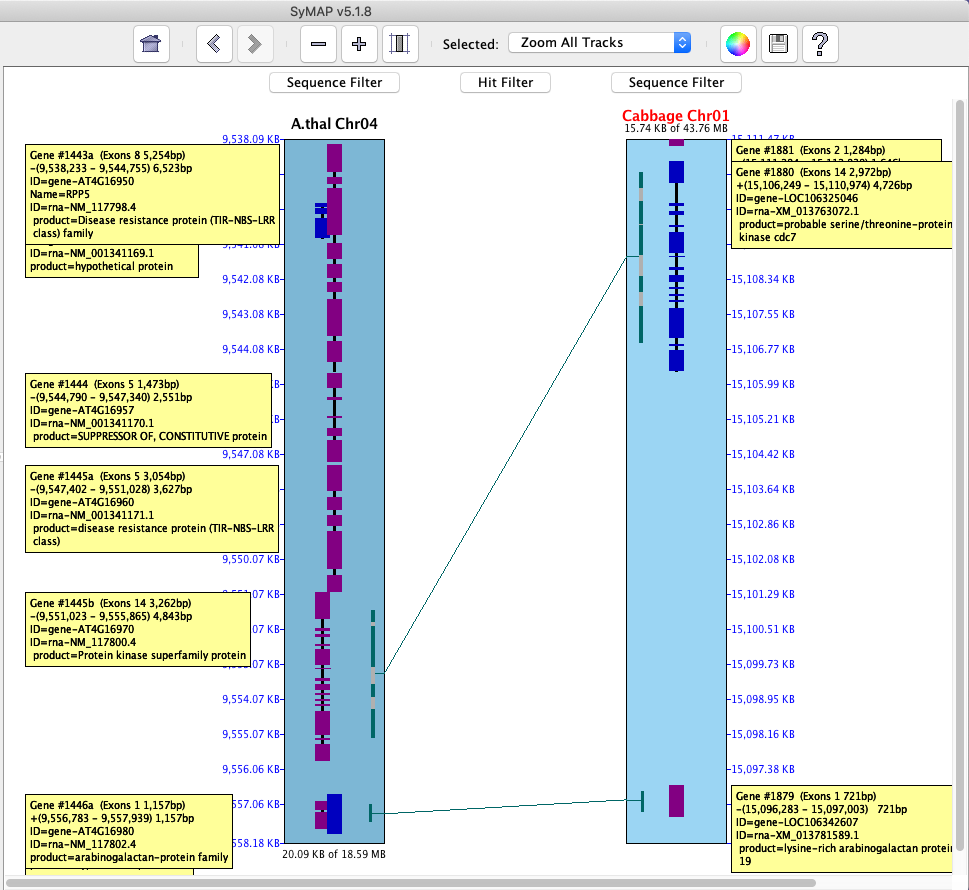 SyMAP v5.1.8
Selected: Zoom All Tracks
Sequence Filter
Hit Filter
Sequence Filter
A.thal Chr04
Cabbage Chr01
15.74 KB of 43.76 MB
9,538.09 KB
Gene #1443a (Exons 8 5,254bp)
-(9,538,233 - 9,544,755) 6,523bp
ID=gene-AT4G16950
Name=RPP5
ID=rna-NM_117798.4
product=Disease resistance protein (TIR-NBS-LRR
class) family
ID=rna-NM_001341169.1
product=hypothetical protein
9,542.08 KB
9,543.08 KB
9,544.08 KB
Gene #1444 (Exons 5 1,473bp)
-(9,544,790 - 9,547,340) 2,551bp
ID=gene-AT4G16957
ID=rna-NM_001341170.1
product=SUPPRESSOR OF, CONSTITUTIVE protein
9,547.08 KB
Gene #1445a (Exons 5 3,054bp)
-(9,547,402 - 9,551,028) 3,627bp
ID=gene-AT4G16960
ID=rna-NM_001341171.1
product=disease resistance protein (TIR-NBS-LRR
class)
9,550.07 KB
Gene #1445b (Exons 14 3,262bp)
-(9,551,023 - 9,555,865) 4,843bp
ID=gene-AT4G16970
ID=rna-NM_117800.4
product=Protein kinase superfamily protein
9,554.07 KB
9,555.07 KB
9,556.06 KB
57.06 KB
Gene #1446a (Exons 1 1,157bp)
+(9,556,783 - 9,557,939) 1,157bp
ID=gene-AT4G16980
ID=rna-NM_117802.4
product=arabinogalactan-protein family
58.18 KB
20.09 KB of 18.59 MB
15,111.47 KB
Gene #1881 (Exons 2 1,284bp)
Gene #1880 (Exons 14 2,972bp)
+(15,106,249 - 15,110,974) 4,726bp
ID=gene-LOC106325046
ID=rna-XM_013763072.1
product=probable serine/threonine-protein
kinase cdc7
15,108.34 KB
15,107.55 KB
15,106.77 KB
15,105.99 KB
15,105.21 KB
15,104.42 KB
15,103.64 KB
15,102.86 KB
15,102.08 KB
15,101.29 KB
15,100.51 KB
15,099.73 KB
15,098.95 KB
15,098.16 KB
15,097.38 KB
Gene #1879 (Exons 1 721bp)
-(15,096,283 - 15,097,003) 721bp
ID=gene-LOC106342607
ID=rna-XM_013781589.1
product=lysine-rich arabinogalactan protein
19